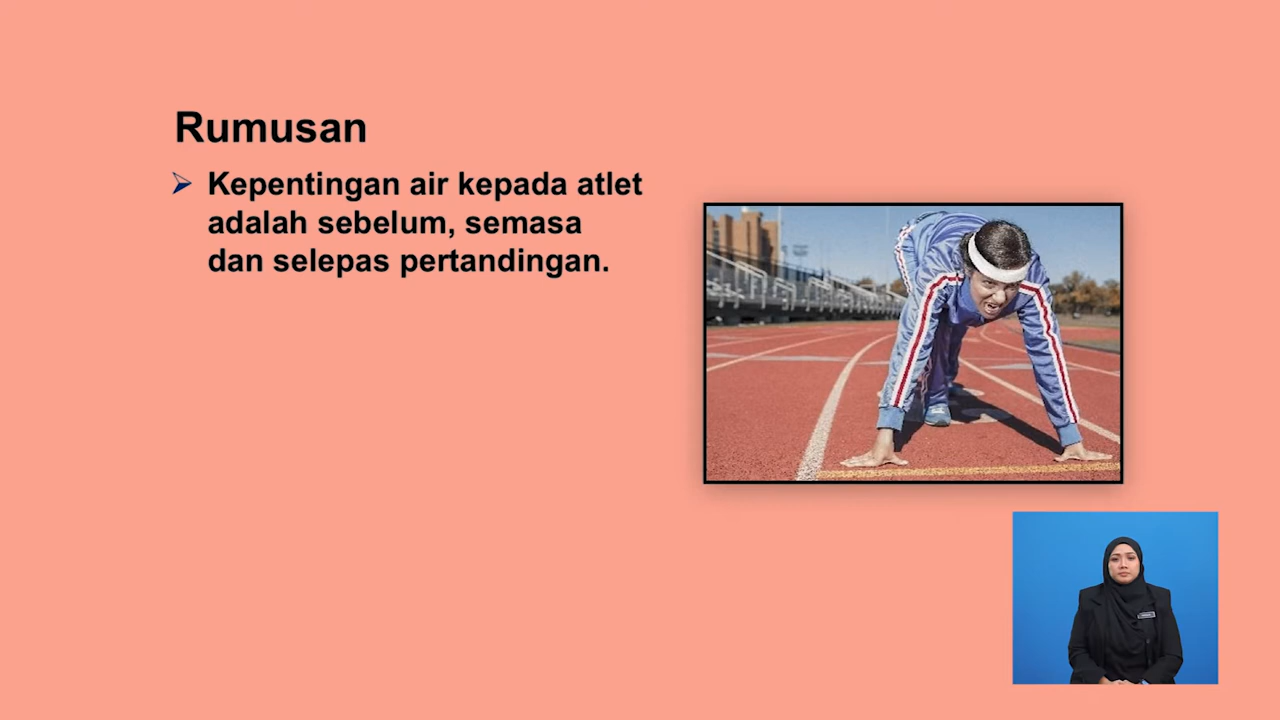 Rumusan
Kepentingan air kepada atlet
adalah sebelum, semasa
dan selepas pertandingan.